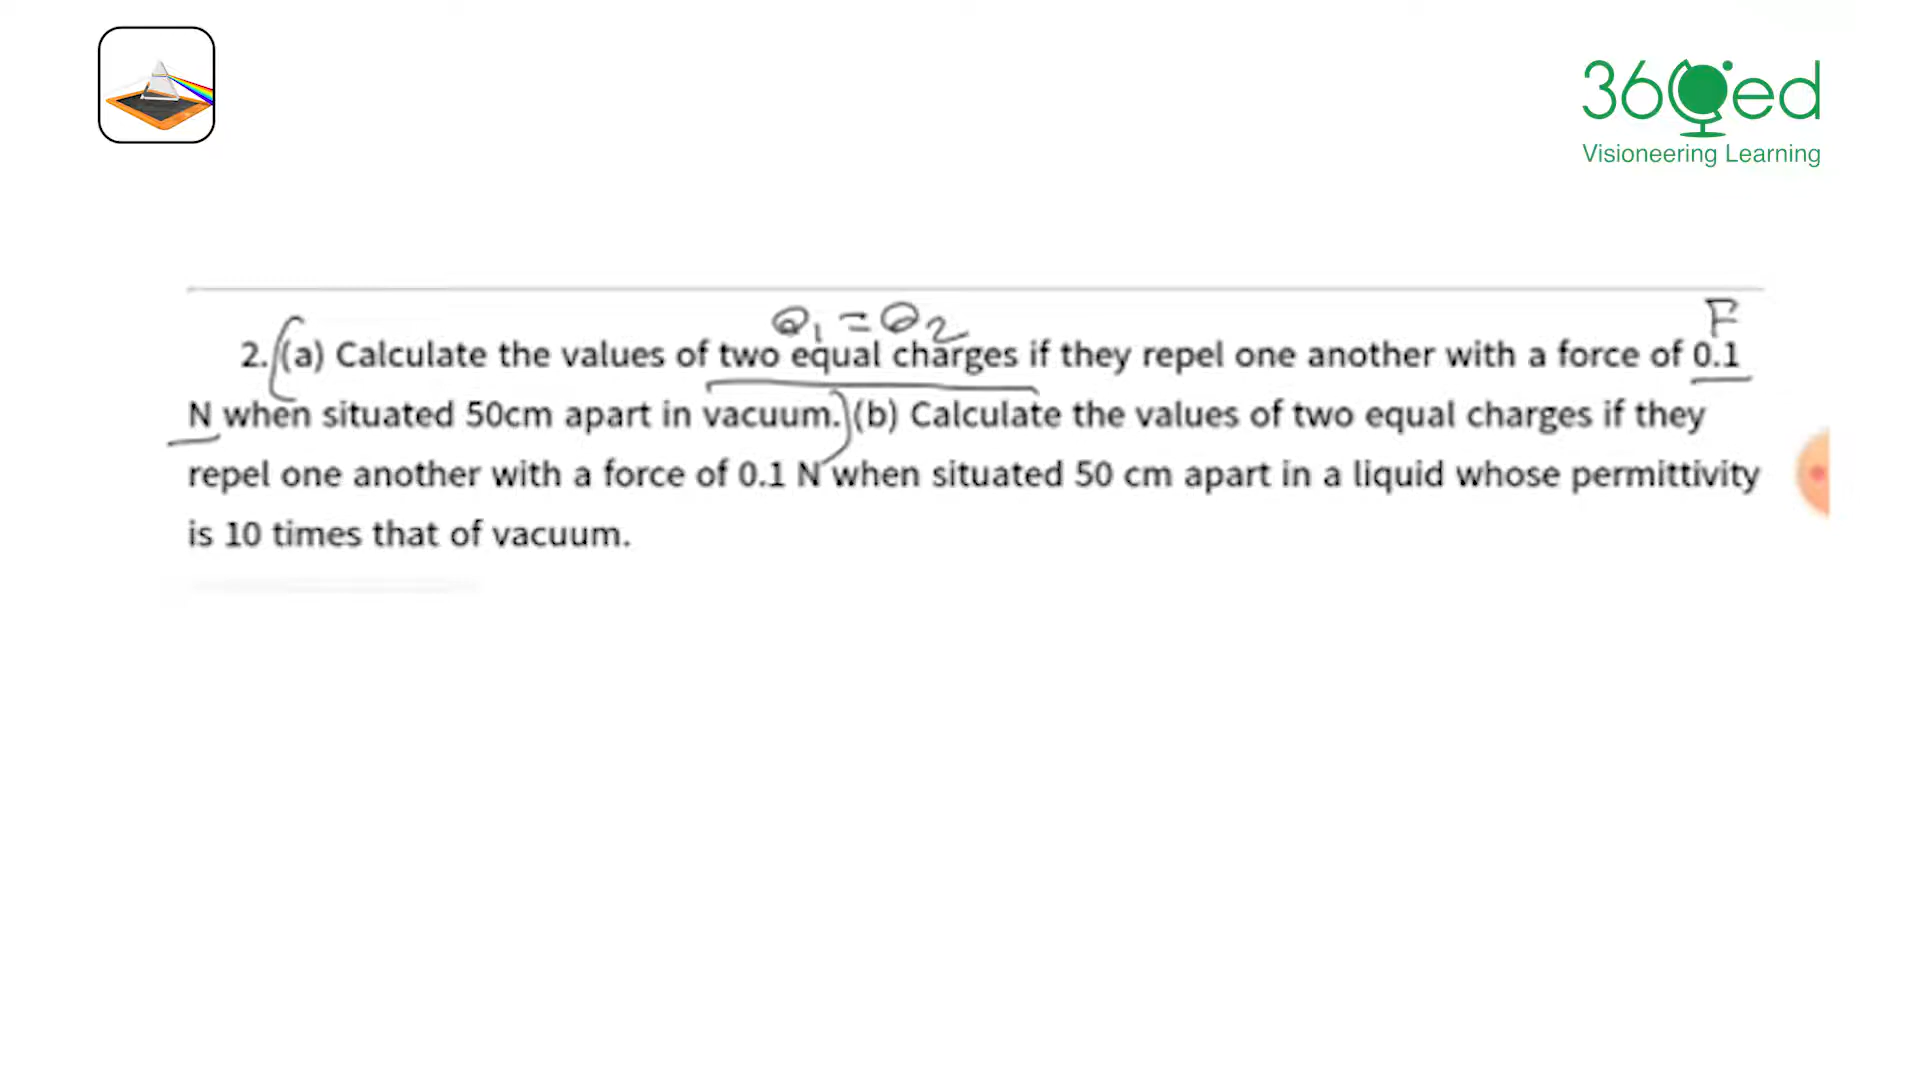 360ed
Visioneering Learning
Q1 = Q2
F
2. (a) Calculate the values of two equal charges if they repel one another with a force of 0.1
N when situated 50cm apart in vacuum. (b) Calculate the values of two equal charges if they
repel one another with a force of 0.1 N when situated 50 cm apart in a liquid whose permittivity
is 10 times that of vacuum.